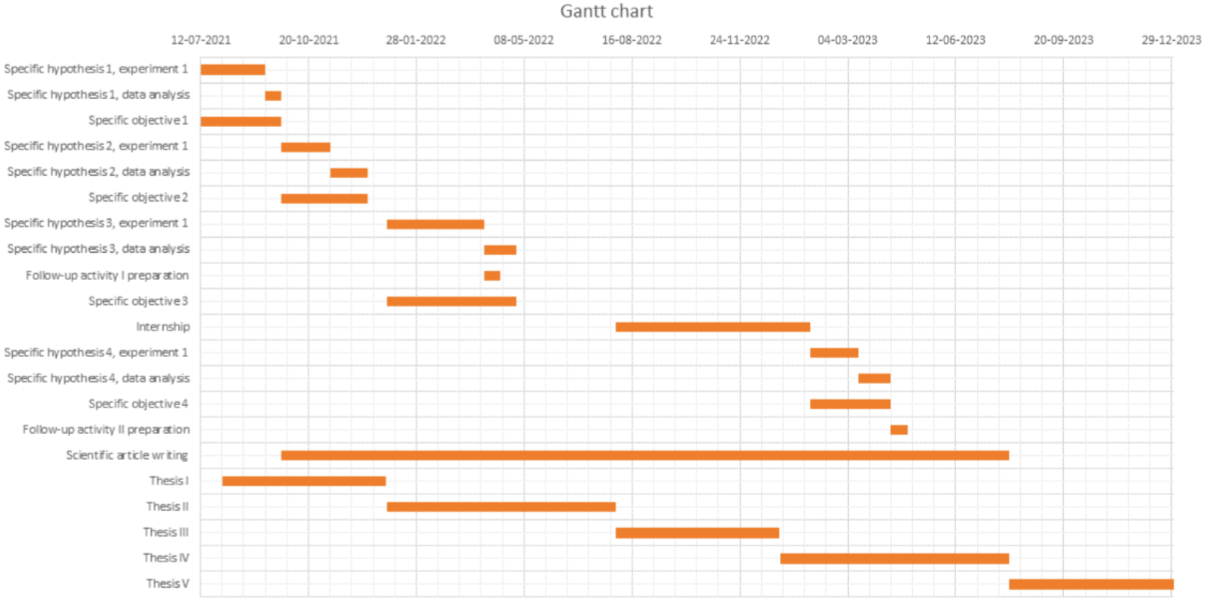 Gantt chart
12-07-2021 20-10-2021 28-01-2022 08-05-2022 16-08-2022 24-11-2022 04-03-2023 12-06-2023 20-09-2023 29-12-2023
Specific hypothesis 1, experiment 1
Specific hypothesis 1, data analysis
Specific objective 1
Specific hypothesis 2, experiment 1
Specific hypothesis 2, data analysis
Specific objective 2
Specific hypothesis 3, experiment 1
Specific hypothesis 3, data analysis
Follow-up activity I preparation
Specific objective 3
Internship
Specific hypothesis 4, experiment 1
Specific hypothesis 4, data analysis
Specific objective 4
Follow-up activity II preparation
Scientific article writing
Thesis I
Thesis II
Thesis III
Thesis IV
Thesis V